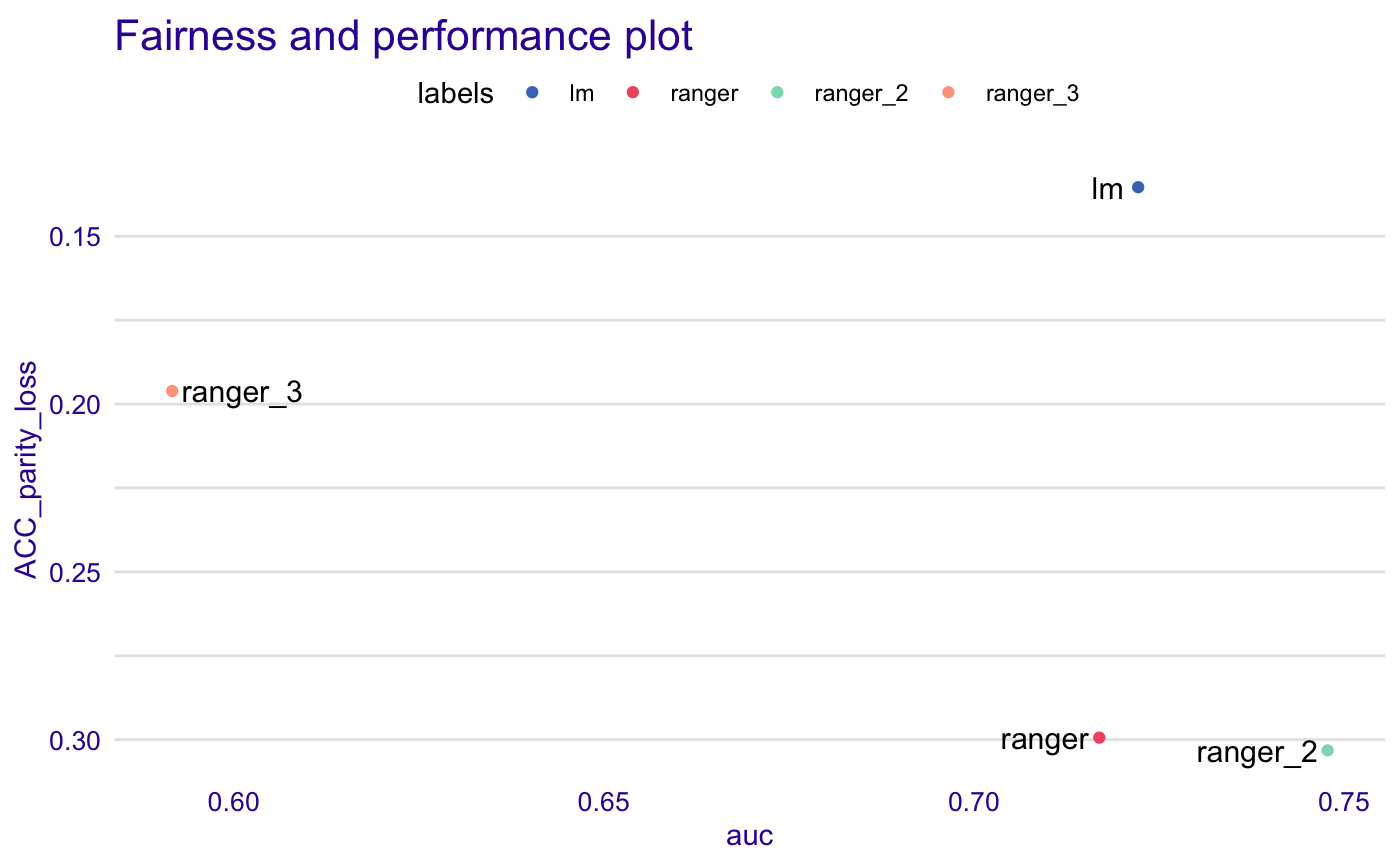 Fairness and performance plot
labels lm ranger ranger_2 ranger_3
lm
0.15
ranger_3
0.20
ACC_parity_loss
0.25
ranger
0.30
ranger_2
0.60 0.65 0.70 0.75
auc